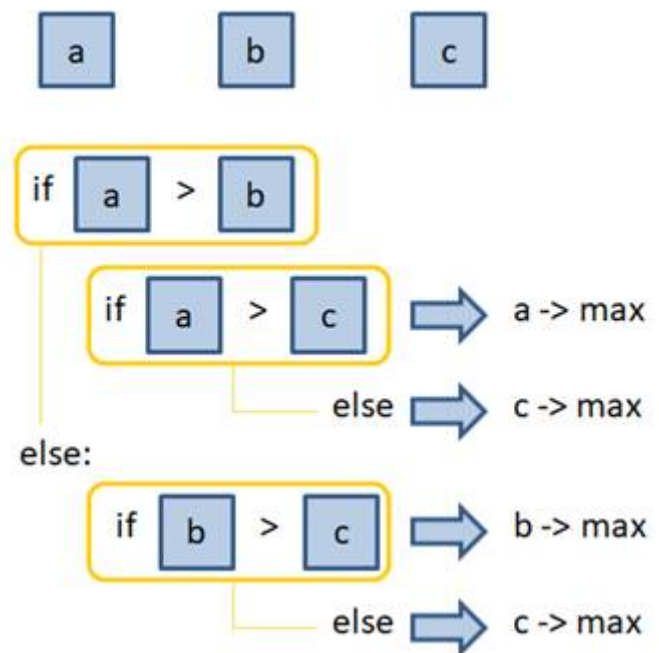 a b c
if a > b
if a > c a -> max
else c -> max
else:
if b > c b -> max
else c -> max